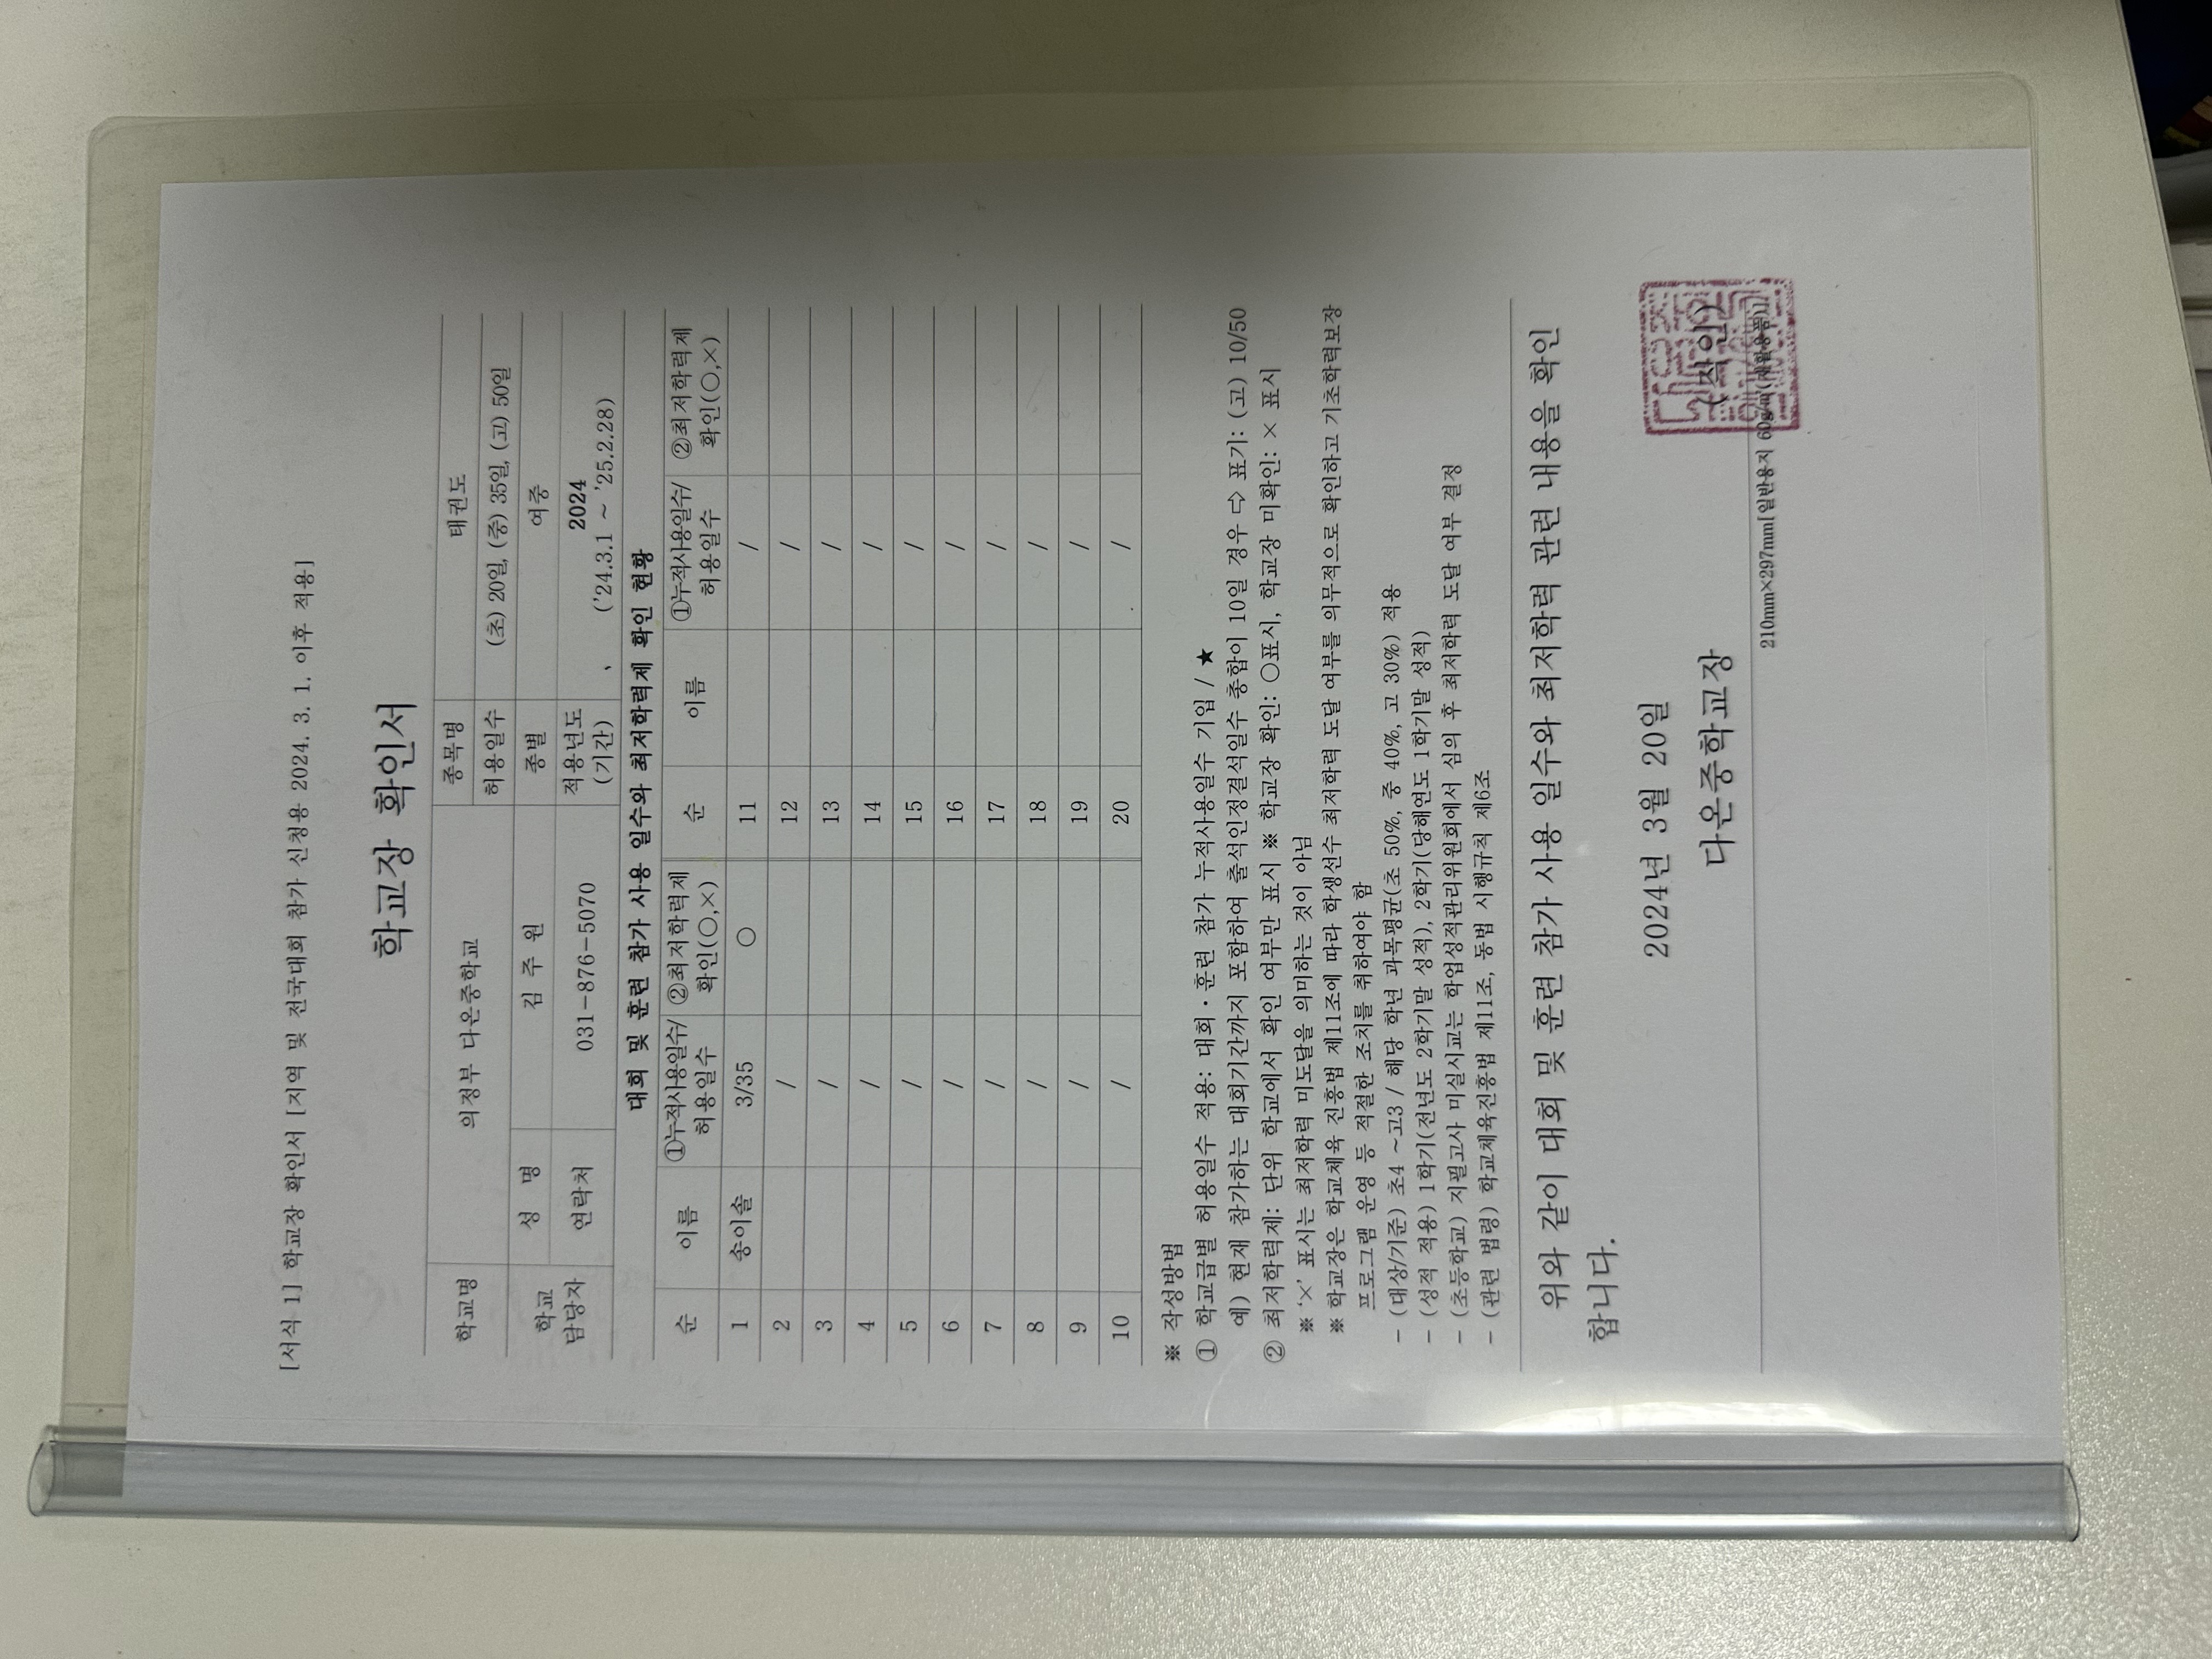 [서식 1] 학교장 확인서 [지역 및 전국대회 참가 신청용 2024. 3. 1. 이후 적용]
학교장 확인서
학교명 의정부 다온중학교 종목명 태권도
허용일수 (초) 20일, (중) 35일, (고) 50일
학교 담당자 성 명 김 주 원 종별 여중
연락처 031-876-5070 적용년도 (기간) 2024 ('24.3.1 ~ '25.2.28)
대회 및 훈련 참가 사용 일수와 최저학력제 확인 현황
순 이름 ①누적사용일수/ 허용일수 ②최저학력제 확인(○,×) 순 이름 ①누적사용일수/ 허용일수 ②최저학력제 확인(○,×)
1 송이솔 3/35 ○ 11 /
2 / 12 /
3 / 13 /
4 / 14 /
5 / 15 /
6 / 16 /
7 / 17 /
8 / 18 /
9 / 19 /
10 / 20 /
※ 작성방법
① 학교급별 허용일수 적용: 대회·훈련 참가 누적사용일수 기입 / ★
예) 현재 참가하는 대회기간까지 포함하여 출석인정결석일수 총합이 10일 경우 ⇨ 표기: (고) 10/50
② 최저학력제: 단위 학교에서 확인 여부만 표시 ※ 학교장 확인: ○표시, 학교장 미확인: × 표시
※ '×' 표시는 최저학력 미도달을 의미하는 것이 아님
※ 학교장은 학교체육 진흥법 제11조에 따라 학생선수 최저학력 도달 여부를 의무적으로 확인하고 기초학력보장
프로그램 운영 등 적절한 조치를 취하여야 함
- (대상/기준) 초4 ~고3 / 해당 학년 과목평균(초 50%, 중 40%, 고 30%) 적용
- (성적 적용) 1학기(전년도 2학기말 성적), 2학기(당해연도 1학기말 성적)
- (초등학교) 지필고사 미실시교는 학업성적관리위원회에서 심의 후 최저학력 도달 여부 결정
- (관련 법령) 학교체육진흥법 제11조, 동법 시행규칙 제6조
위와 같이 대회 및 훈련 참가 사용 일수와 최저학력 관련 내용을 확인
합니다.
2024년 3월 20일
다온중학교장 (직인)
210mm×297mm[일반용지 60g/㎡(재활용품)]